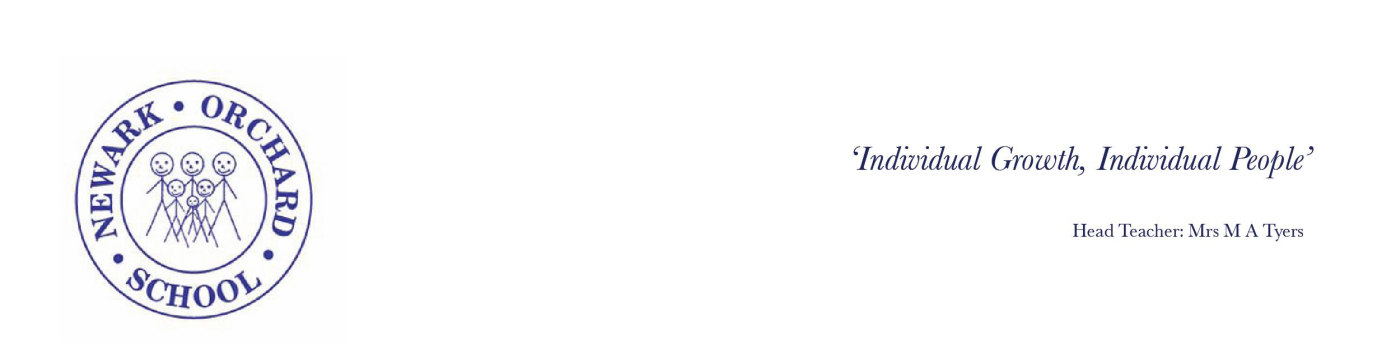 NEWARK • ORCHARD • SCHOOL •
‘Individual Growth, Individual People’
Head Teacher: Mrs M A Tyers